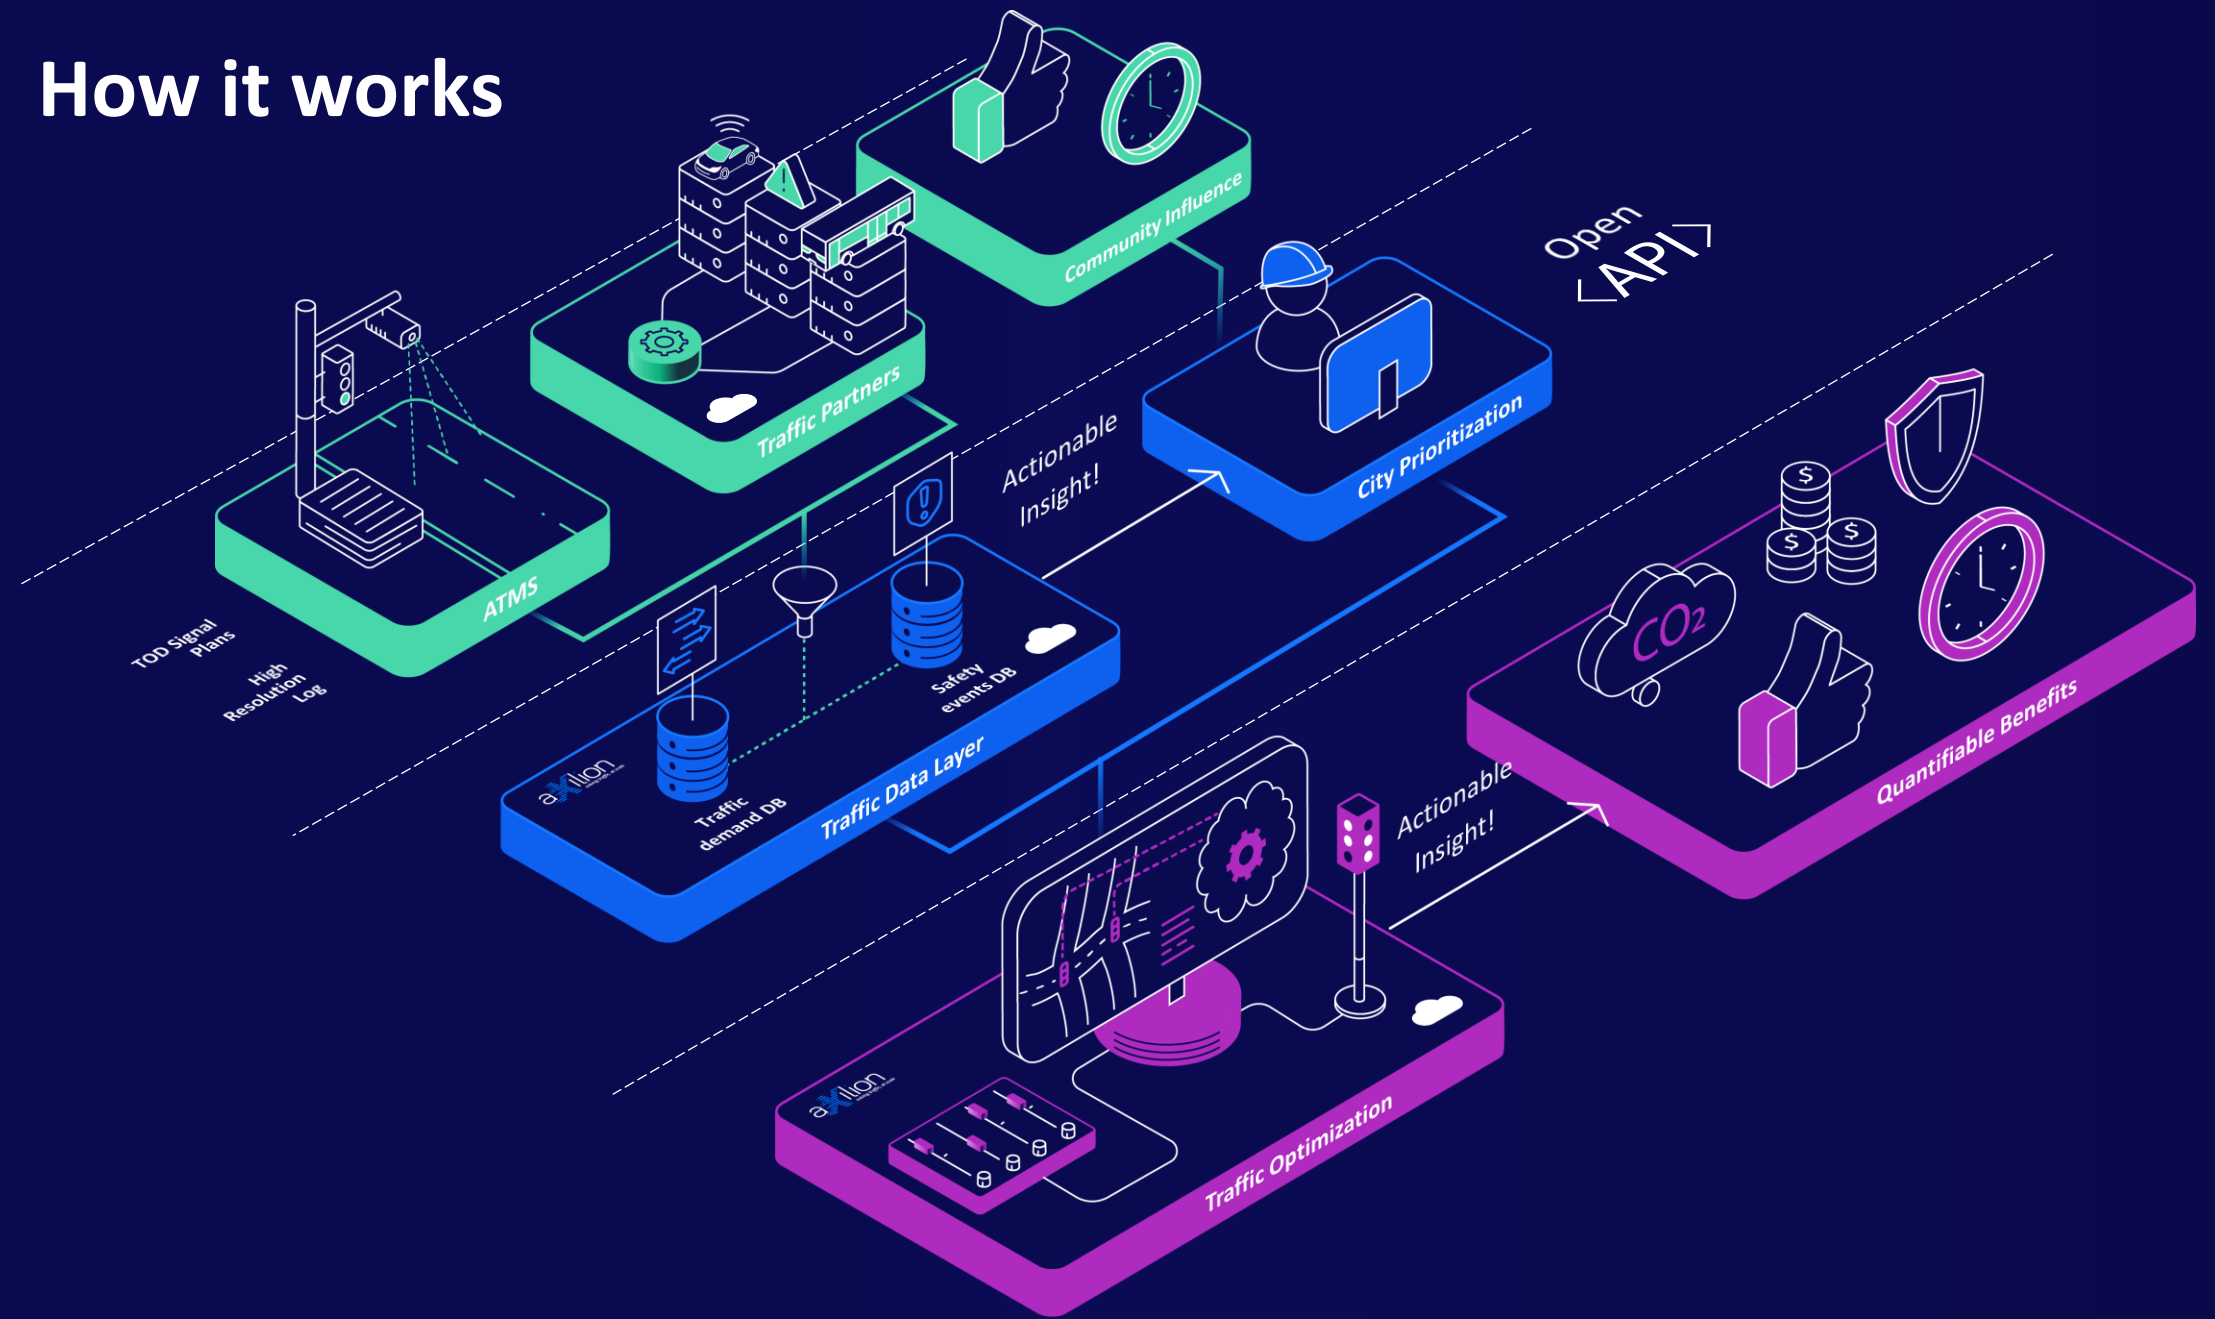 How it works
Community Influence
Open
<API>
Traffic Partners
Actionable
Insight!
City Prioritization
ATMS
TOD Signal
Plans
High
Resolution
Log
Safety
events DB
CO2
$
$
$
aXilion
Traffic
demand DB
Traffic Data Layer
Quantifiable Benefits
Actionable
Insight!
aXilion
Traffic Optimization